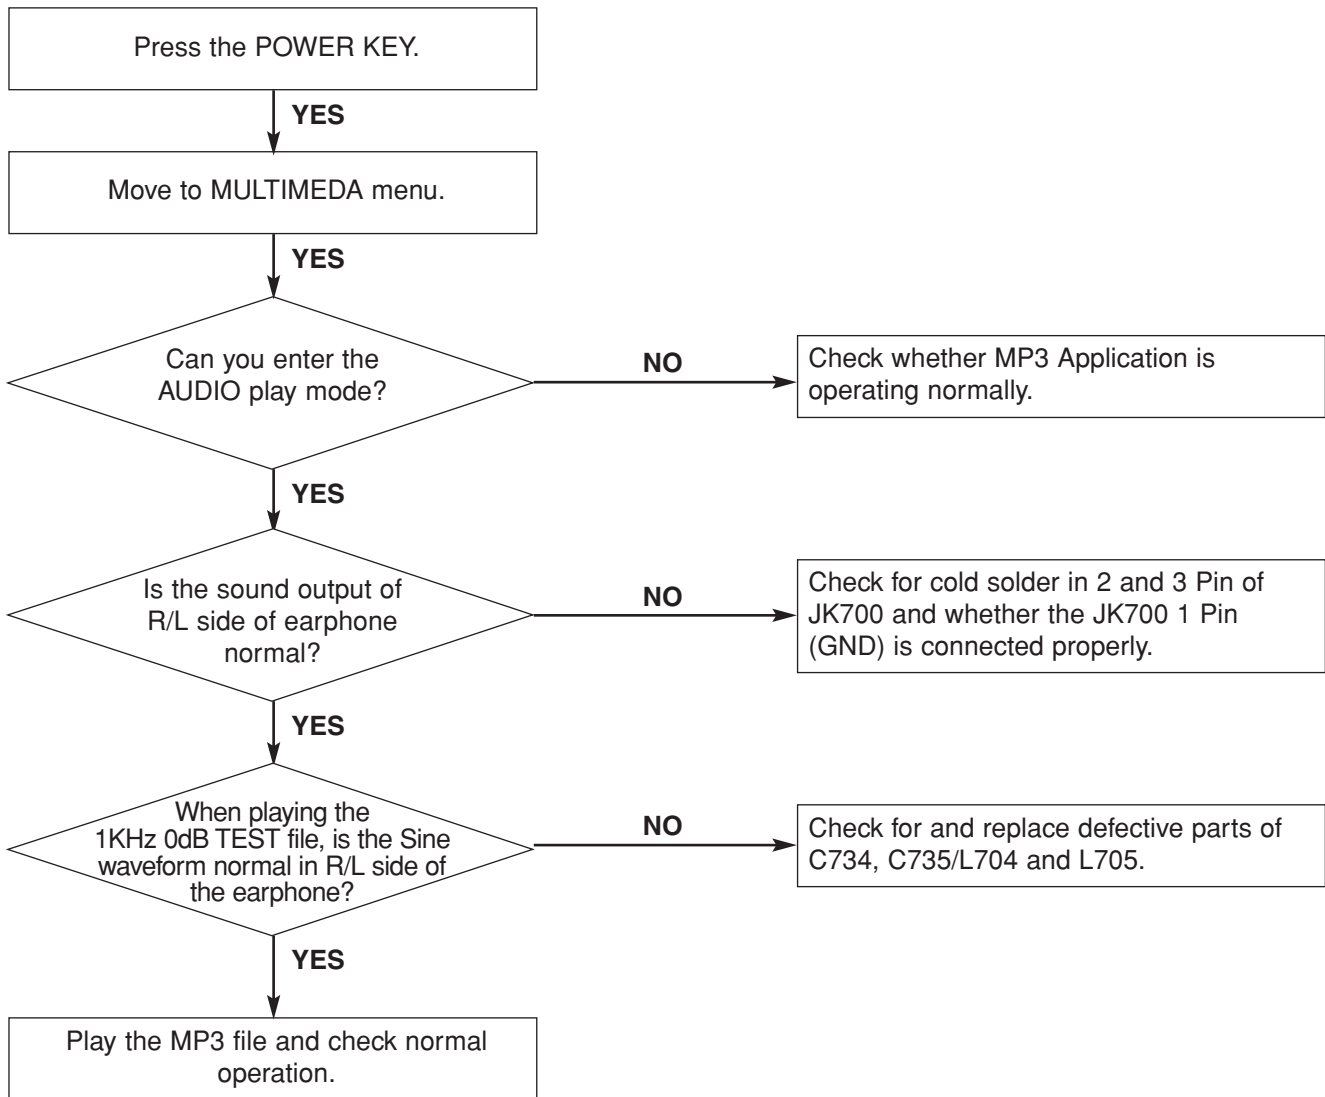 Press the POWER KEY.
YES
Move to MULTIMEDA menu.
YES
Can you enter the
AUDIO play mode?
NO
Check whether MP3 Application is
operating normally.
YES
Is the sound output of
R/L side of earphone
normal?
NO
Check for cold solder in 2 and 3 Pin of
JK700 and whether the JK700 1 Pin
(GND) is connected properly.
YES
When playing the
1KHz 0dB TEST file, is the Sine
waveform normal in R/L side of
the earphone?
NO
Check for and replace defective parts of
C734, C735/L704 and L705.
YES
Play the MP3 file and check normal
operation.